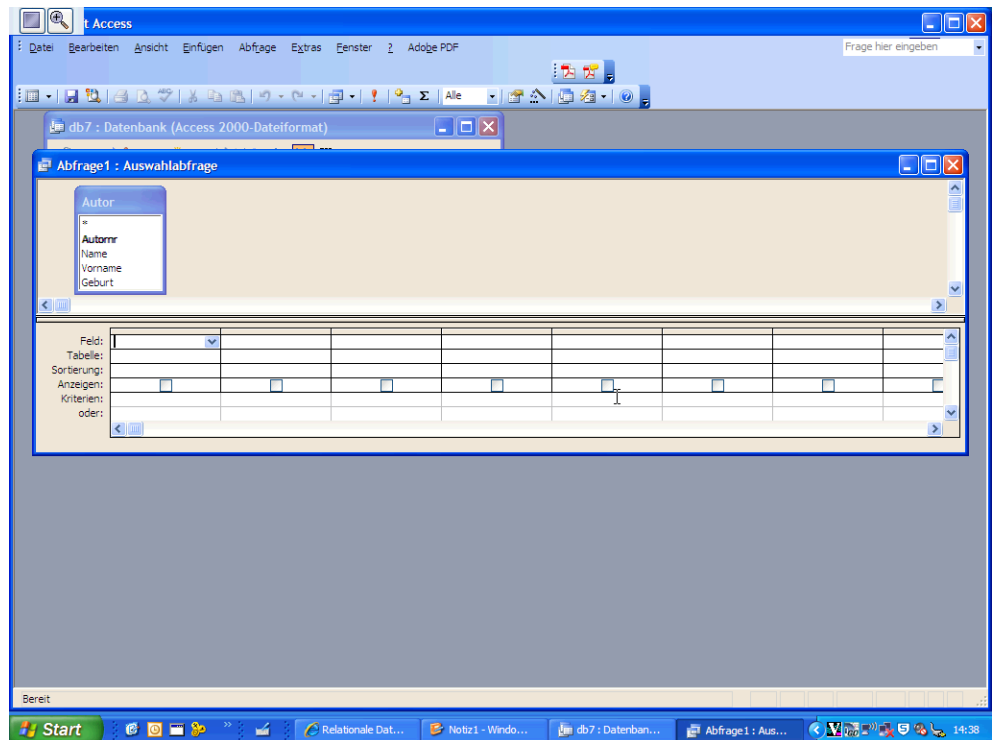 t Access
Datei Bearbeiten Ansicht Einfügen Abfrage Extras Fenster ? Adobe PDF
Frage hier eingeben
Alle
db7 : Datenbank (Access 2000-Dateiformat)
Abfrage1 : Auswahlabfrage
Autor
*
Autornr
Name
Vorname
Geburt
Feld:
Tabelle:
Sortierung:
Anzeigen:
Kriterien:
oder:
Bereit
Start
Relationale Dat...
Notiz1 - Windo...
db7 : Datenban...
Abfrage1 : Aus...
14:38